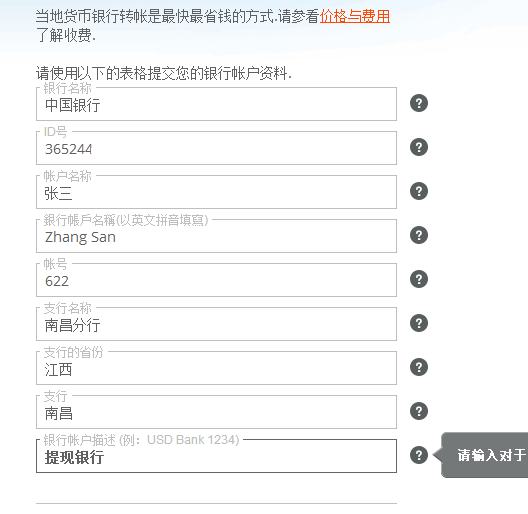 当地货币银行转帐是最快最省钱的方式.请参看价格与费用
了解收费.
请使用以下的表格提交您的银行帐户资料.
银行名称
中国银行
?
ID号
365244
?
帐户名称
张三
?
銀行帳戶名稱(以英文拼音填寫)
Zhang San
?
帐号
622
?
支行名称
南昌分行
?
支行的省份
江西
?
支行
南昌
?
银行帐户描述 (例：USD Bank 1234)
提现银行
?
请输入对于